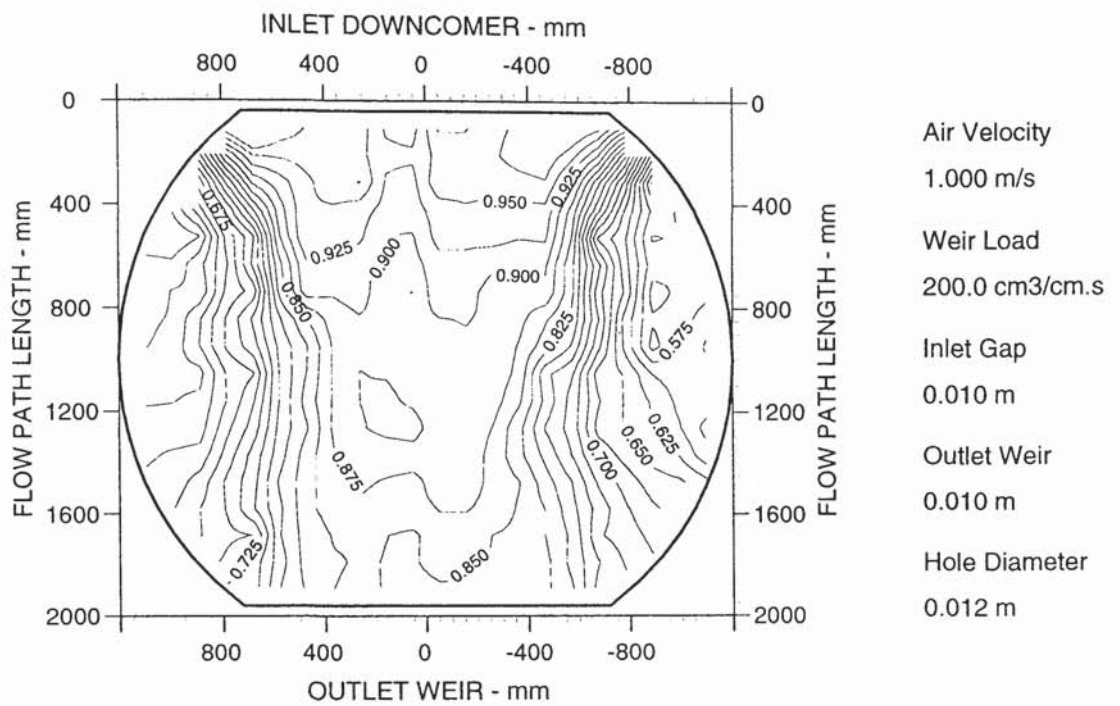 INLET DOWNCOMER - mm
800 400 0 -400 -800
0 0
0.950
0.925
0.675
400 400
0.925
0.900
0.900
0.850
800 800
0.825
0.575
1200 1200
0.625
0.650
0.700
0.875
1600 1600
0.725
0.850
2000 2000
FLOW PATH LENGTH - mm
FLOW PATH LENGTH - mm
800 400 0 -400 -800
OUTLET WEIR - mm
Air Velocity
1.000 m/s
Weir Load
200.0 cm3/cm.s
Inlet Gap
0.010 m
Outlet Weir
0.010 m
Hole Diameter
0.012 m